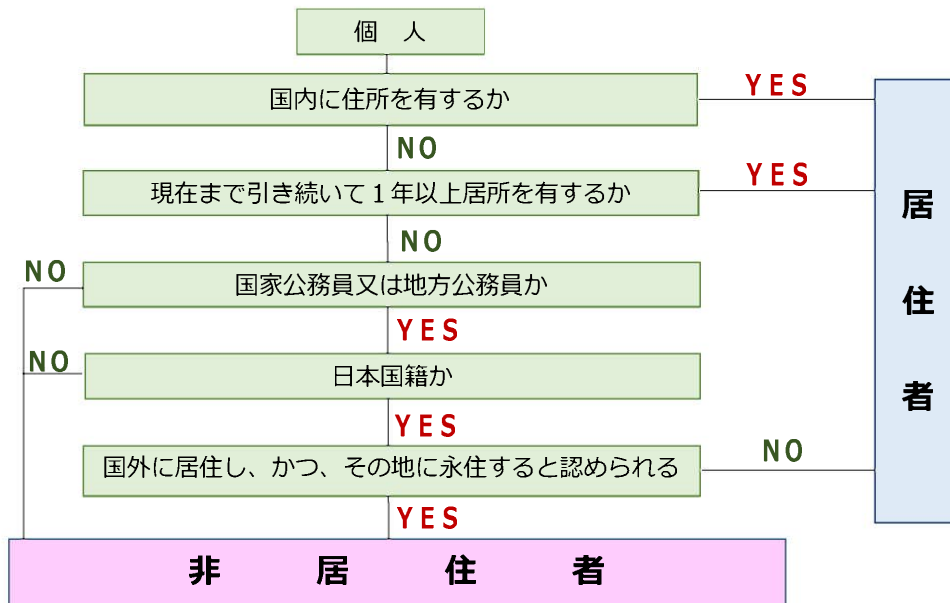 個　人
国内に住所を有するか
YES
NO
現在まで引き続いて１年以上居所を有するか
YES
NO
国家公務員又は地方公務員か
NO
YES
日本国籍か
NO
YES
国外に居住し、かつ、その地に永住すると認められる
NO
YES
居住者
非居住者